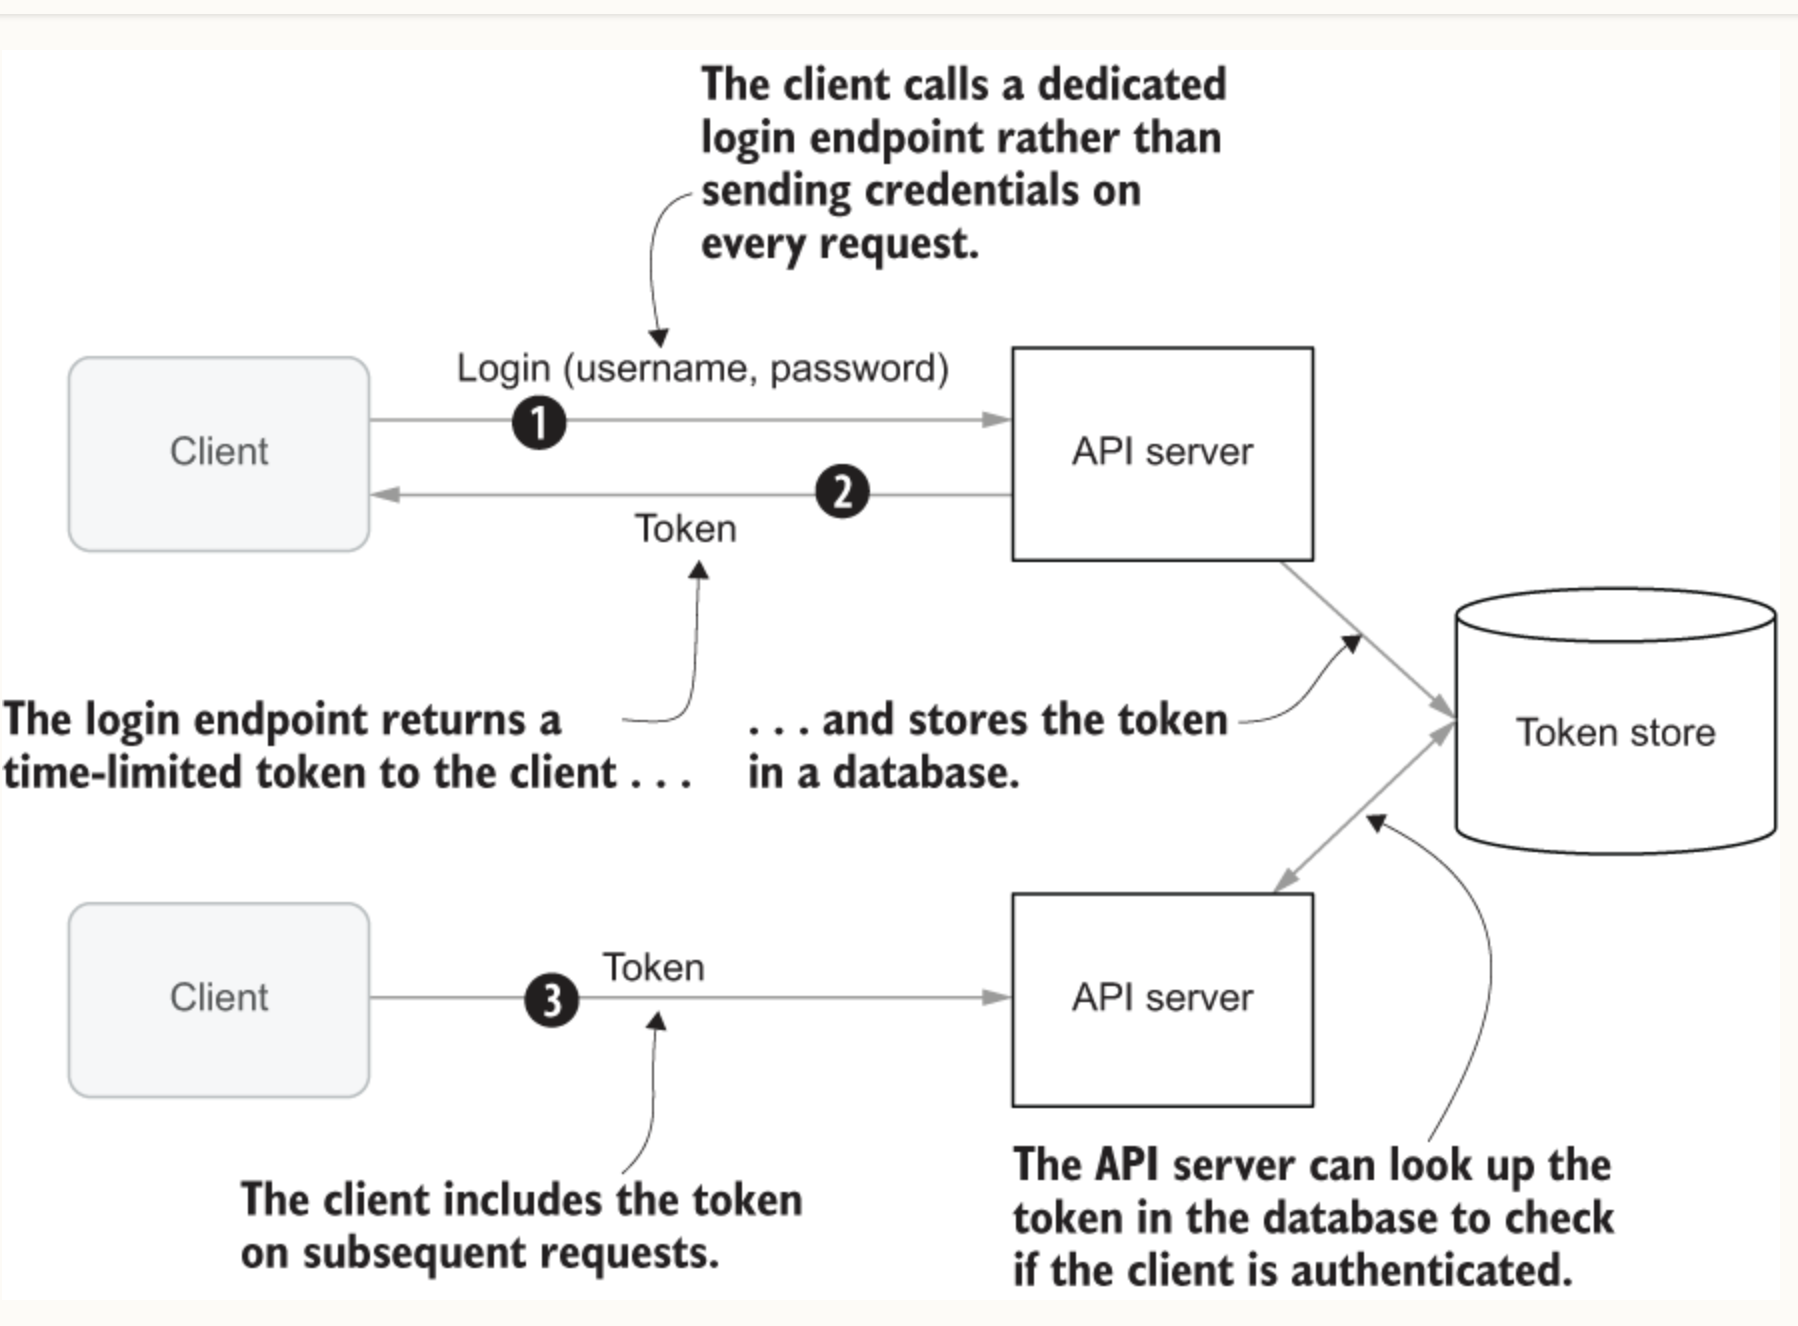 The client calls a dedicated
login endpoint rather than
sending credentials on
every request.
Login (username, password)
1
Client
API server
2
Token
The login endpoint returns a
time-limited token to the client . . .
. . . and stores the token
in a database.
Token store
Token
Client
3
API server
The client includes the token
on subsequent requests.
The API server can look up the
token in the database to check
if the client is authenticated.